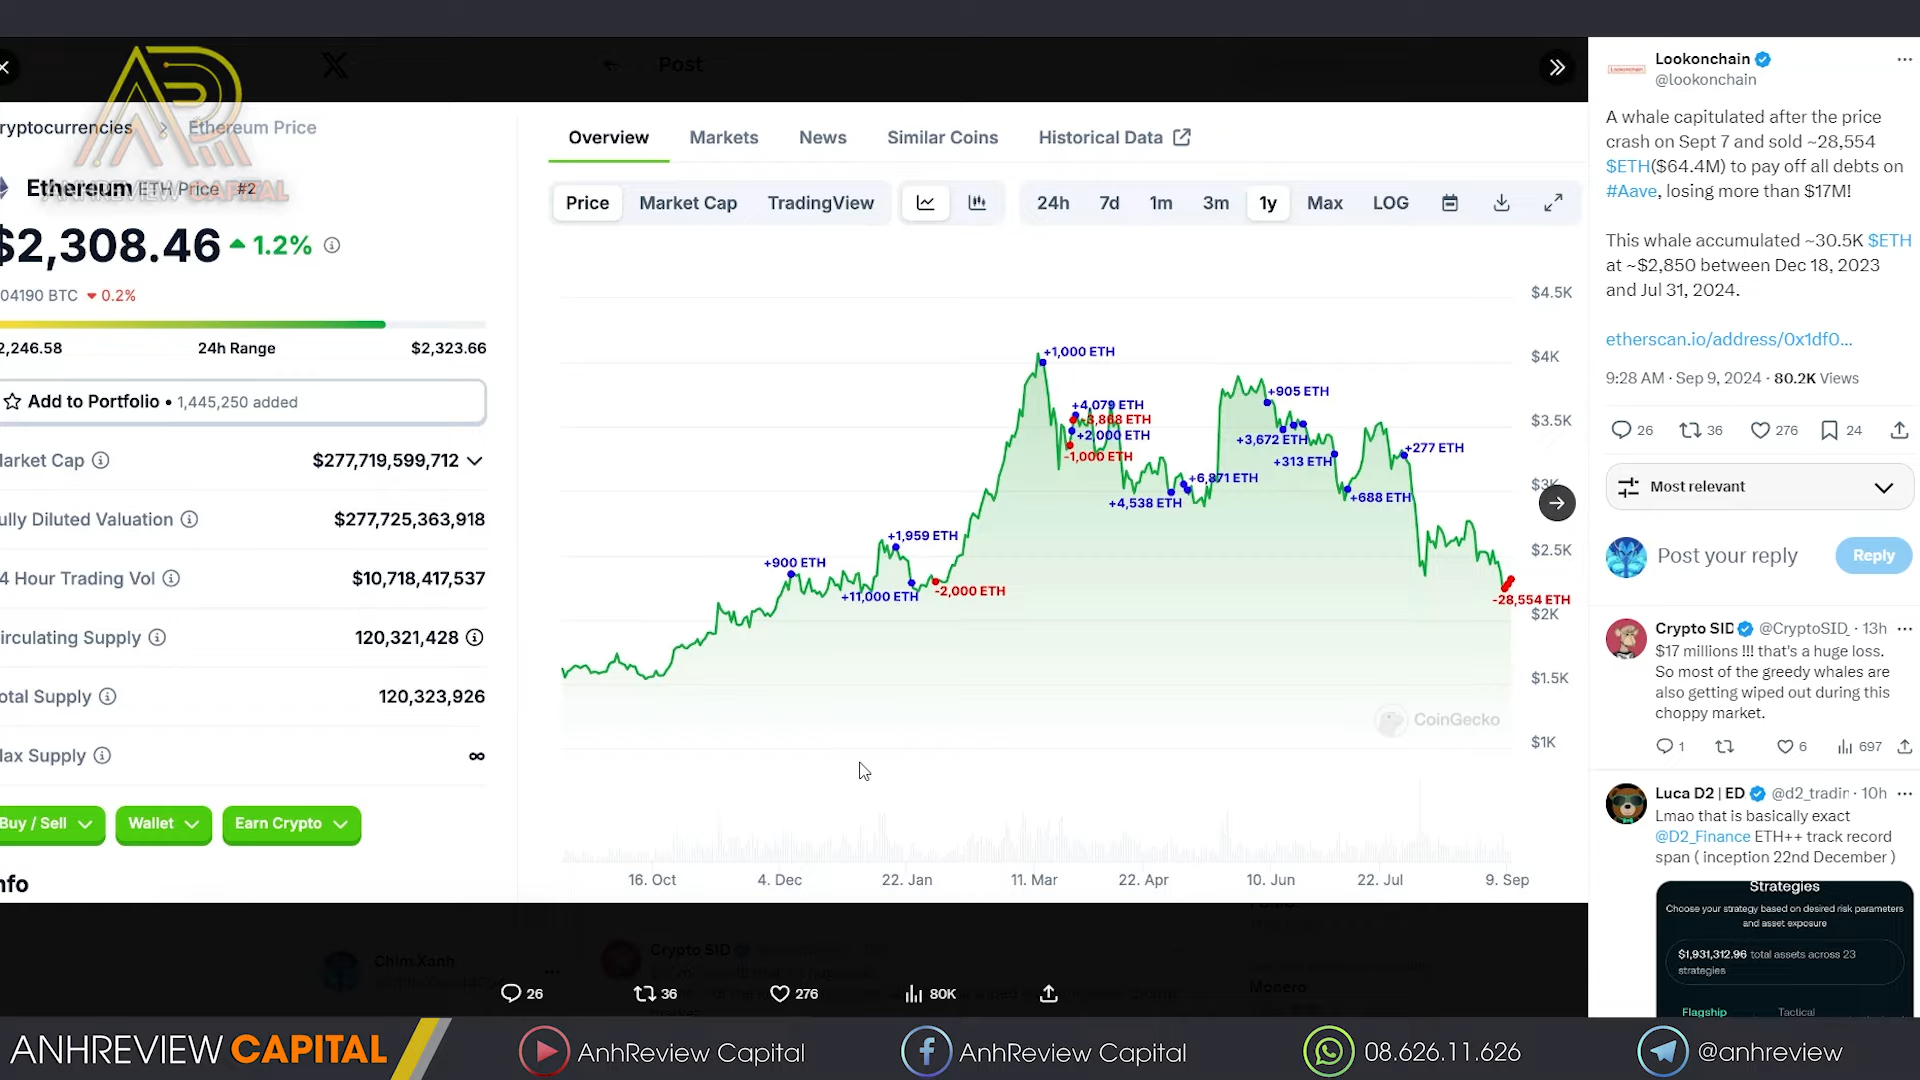 Post
ryptocurrencies > Ethereum Price
ANHREVIEW CAPITAL
Ethereum ETH Price #2
$2,308.46 1.2%
04190 BTC 0.2%
2,246.58 24h Range $2,323.66
Add to Portfolio • 1,445,250 added
arket Cap $277,719,599,712
ully Diluted Valuation $277,725,363,918
4 Hour Trading Vol $10,718,417,537
irculating Supply 120,321,428
otal Supply 120,323,926
ax Supply ∞
Buy / Sell Wallet Earn Crypto
nfo
Overview Markets News Similar Coins Historical Data
Price Market Cap TradingView 24h 7d 1m 3m 1y Max LOG
$4.5K
$4K
$3.5K
$3K
$2.5K
$2K
$1.5K
$1K
+1,000 ETH
+4,079 ETH
-3,868 ETH
+2,000 ETH
-1,000 ETH
+905 ETH
+3,672 ETH
+313 ETH
+277 ETH
+688 ETH
+6,871 ETH
+4,538 ETH
+1,959 ETH
+900 ETH
+11,000 ETH
-2,000 ETH
-28,554 ETH
CoinGecko
16. Oct 4. Dec 22. Jan 11. Mar 22. Apr 10. Jun 22. Jul 9. Sep
Chim Xanh
Crypto SID
Monero
26 36 276 80K
Lookonchain
@lookonchain
A whale capitulated after the price
crash on Sept 7 and sold ~28,554
$ETH($64.4M) to pay off all debts on
#Aave, losing more than $17M!
This whale accumulated ~30.5K $ETH
at ~$2,850 between Dec 18, 2023
and Jul 31, 2024.
etherscan.io/address/0x1df0...
9:28 AM · Sep 9, 2024 · 80.2K Views
26 36 276 24
Most relevant
Post your reply Reply
Crypto SID @CryptoSID_ · 13h
$17 millions !!! that's a huge loss.
So most of the greedy whales are
also getting wiped out during this
choppy market.
1 6 697
Luca D2 | ED @d2_tradin · 10h
Lmao that is basically exact
@D2_Finance ETH++ track record
span ( inception 22nd December )
Strategies
Choose your strategy based on desired risk parameters
and asset exposure
$1,931,312.96 total assets across 23
strategies
Flagship Tactical
ANHREVIEW CAPITAL AnhReview Capital AnhReview Capital 08.626.11.626 @anhreview